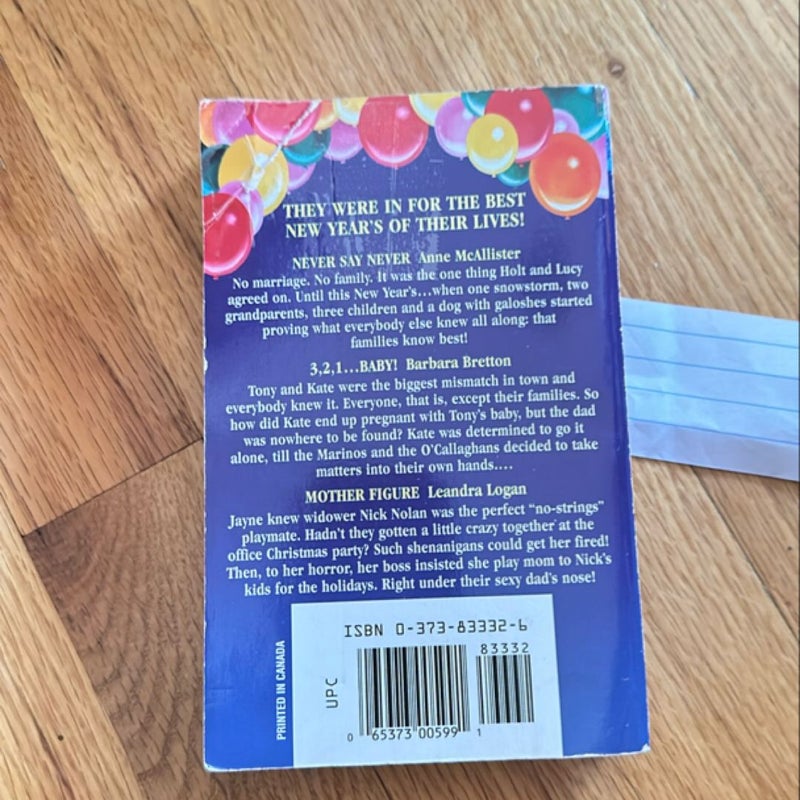 THEY WERE IN FOR THE BEST
NEW YEAR'S OF THEIR LIVES!
NEVER SAY NEVER Anne McAllister
No marriage. No family. It was the one thing Holt and Lucy
agreed on. Until this New Year's...when one snowstorm, two
grandparents, three children and a dog with galoshes started
proving what everybody else knew all along: that
families know best!
3,2,1...BABY! Barbara Bretton
Tony and Kate were the biggest mismatch in town and
everybody knew it. Everyone, that is, except their families. So
how did Kate end up pregnant with Tony's baby, but the dad
was nowhere to be found? Kate was determined to go it
alone, till the Marinos and the O'Callaghans decided to take
matters into their own hands....
MOTHER FIGURE Leandra Logan
Jayne knew widower Nick Nolan was the perfect "no-strings"
playmate. Hadn't they gotten a little crazy together at the
office Christmas party? Such shenanigans could get her fired!
Then, to her horror, her boss insisted she play mom to Nick's
kids for the holidays. Right under their sexy dad's nose!
PRINTED IN CANADA
ISBN 0-373-83332-6
83332
UPC
0 65373 00599 1